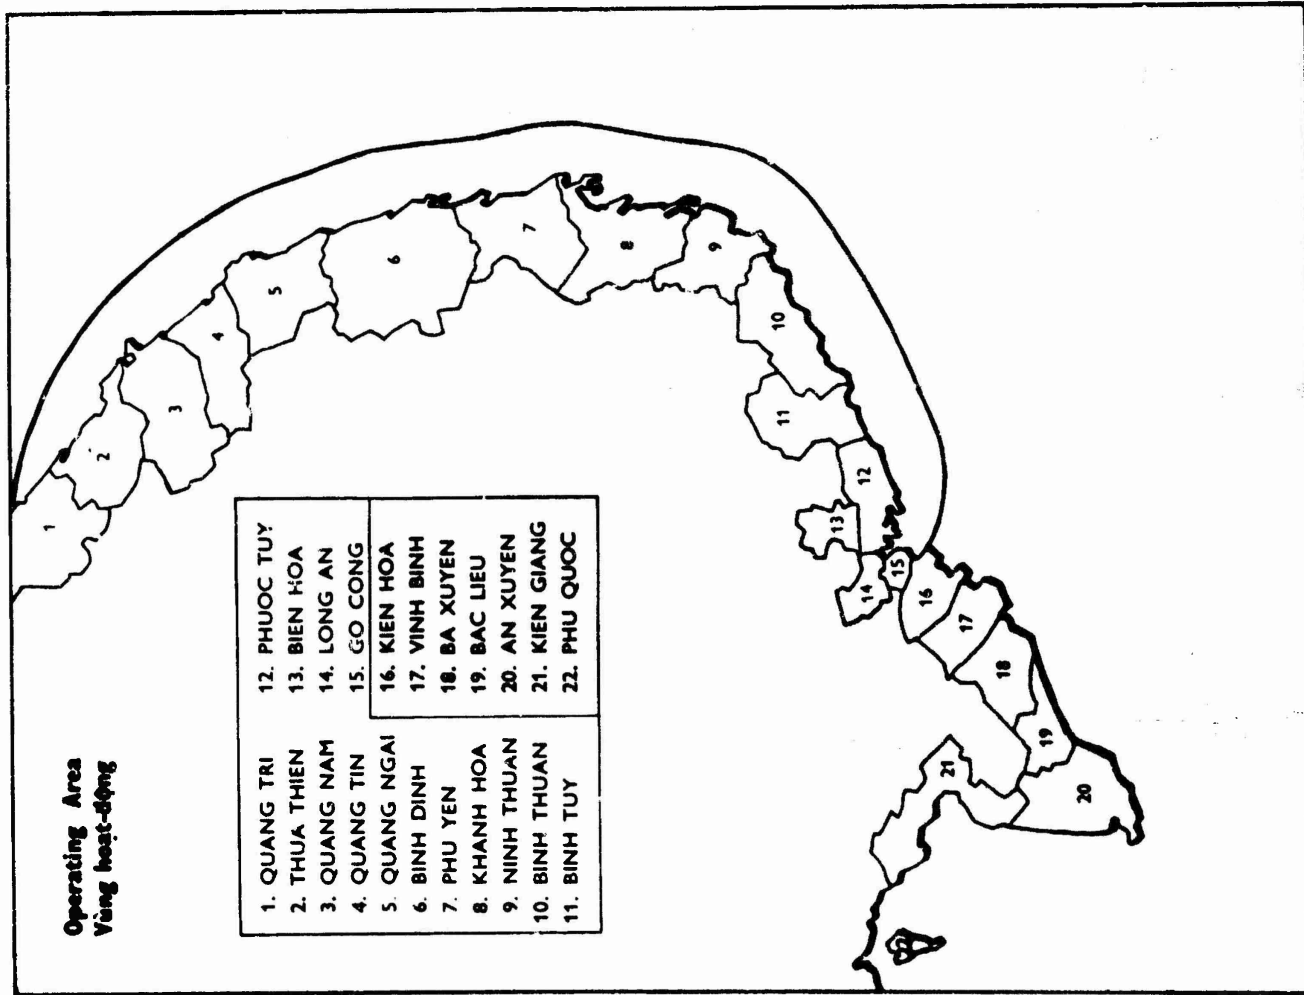 Operating Area
Vùng hoạt-động
1. QUANG TRI
2. THUA THIEN
3. QUANG NAM
4. QUANG TIN
5. QUANG NGAI
6. BINH DINH
7. PHU YEN
8. KHANH HOA
9. NINH THUAN
10. BINH THUAN
11. BINH TUY
12. PHUOC TUY
13. BIEN HOA
14. LONG AN
15. GO CONG
16. KIEN HOA
17. VINH BINH
18. BA XUYEN
19. BAC LIEU
20. AN XUYEN
21. KIEN GIANG
22. PHU QUOC
1
2
3
4
5
6
7
8
9
10
11
12
13
14
15
16
17
18
19
20
21
22